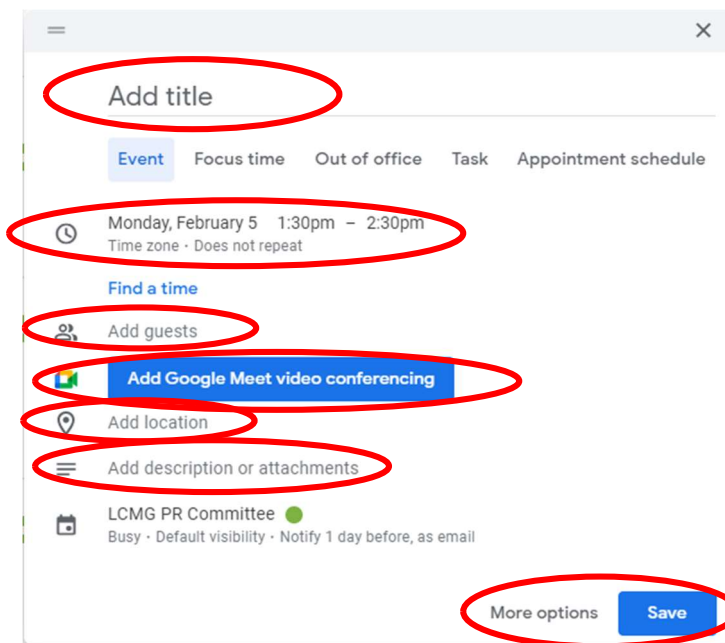 Add title
Event Focus time Out of office Task Appointment schedule
Monday, February 5 1:30pm – 2:30pm
Time zone · Does not repeat
Find a time
Add guests
Add Google Meet video conferencing
Add location
Add description or attachments
LCMG PR Committee
Busy · Default visibility · Notify 1 day before, as email
More options Save